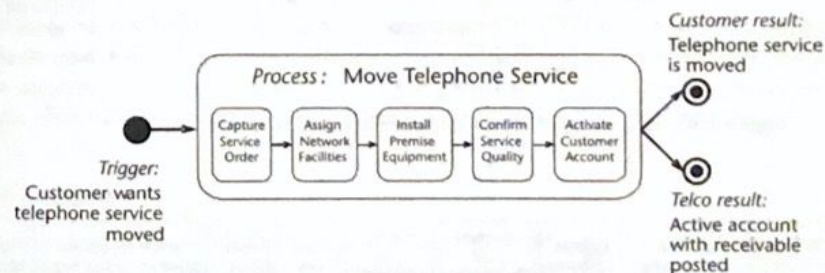 Customer result:
Telephone service
is moved
Process: Move Telephone Service
Capture
Service
Order
Assign
Network
Facilities
Install
Premise
Equipment
Confirm
Service
Quality
Activate
Customer
Account
Trigger:
Customer wants
telephone service
moved
Telco result:
Active account
with receivable
posted